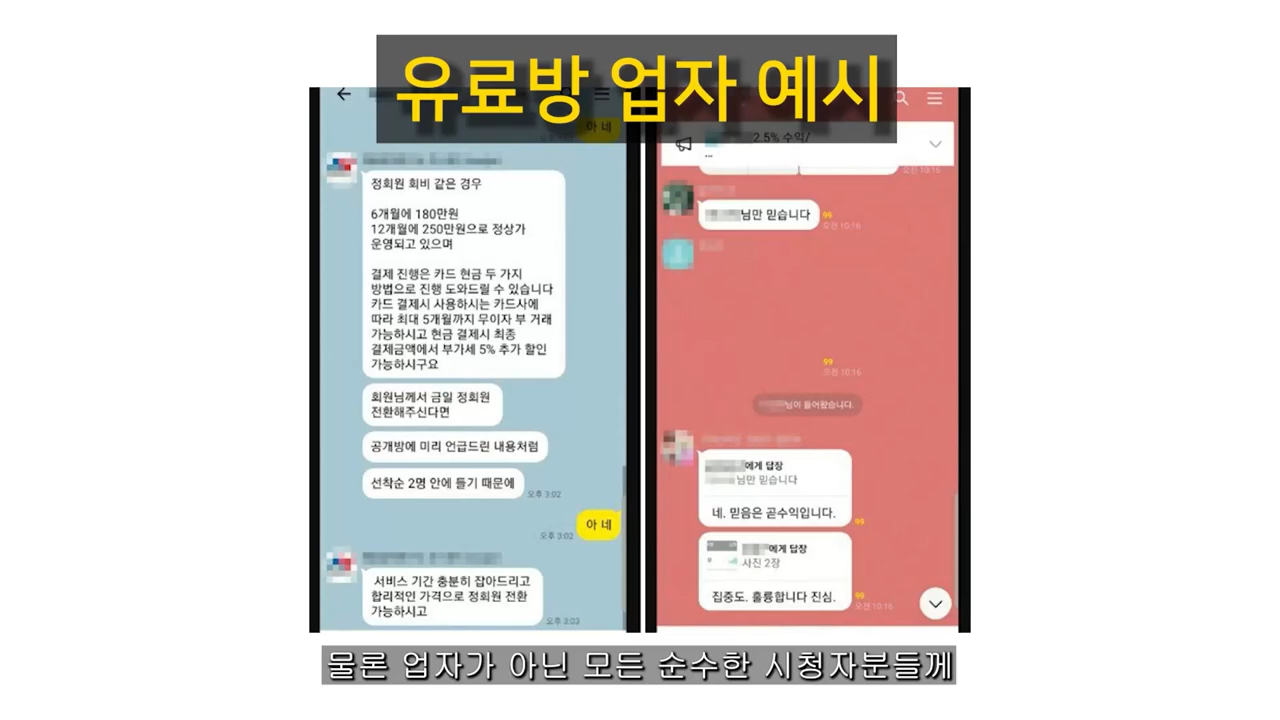 유료방 업자 예시
아 네
정회원 회비 같은 경우
6개월에 180만원
12개월에 250만원으로 정상가
운영되고 있으며
결제 진행은 카드 현금 두 가지
방법으로 진행 도와드릴 수 있습니다
카드 결제시 사용하시는 카드사에
따라 최대 5개월까지 무이자 부 거래
가능하시고 현금 결제시 최종
결제금액에서 부가세 5% 추가 할인
가능하시구요
회원님께서 금일 정회원
전환해주신다면
공개방에 미리 언급드린 내용처럼
선착순 2명 안에 들기 때문에
오후 3:02
아 네
오후 3:02
서비스 기간 충분히 잡아드리고
합리적인 가격으로 정회원 전환
가능하시고
오후 3:03
2.5% 수익/
...
오전 10:15
님만 믿습니다
99
오전 10:16
99
오전 10:16
님이 들어왔습니다.
에게 답장
님만 믿습니다
네. 믿음은 곧수익입니다.
99
에게 답장
사진 2장
집중도. 훌륭합니다 진심.
99
오전 10:16
물론 업자가 아닌 모든 순수한 시청자분들께